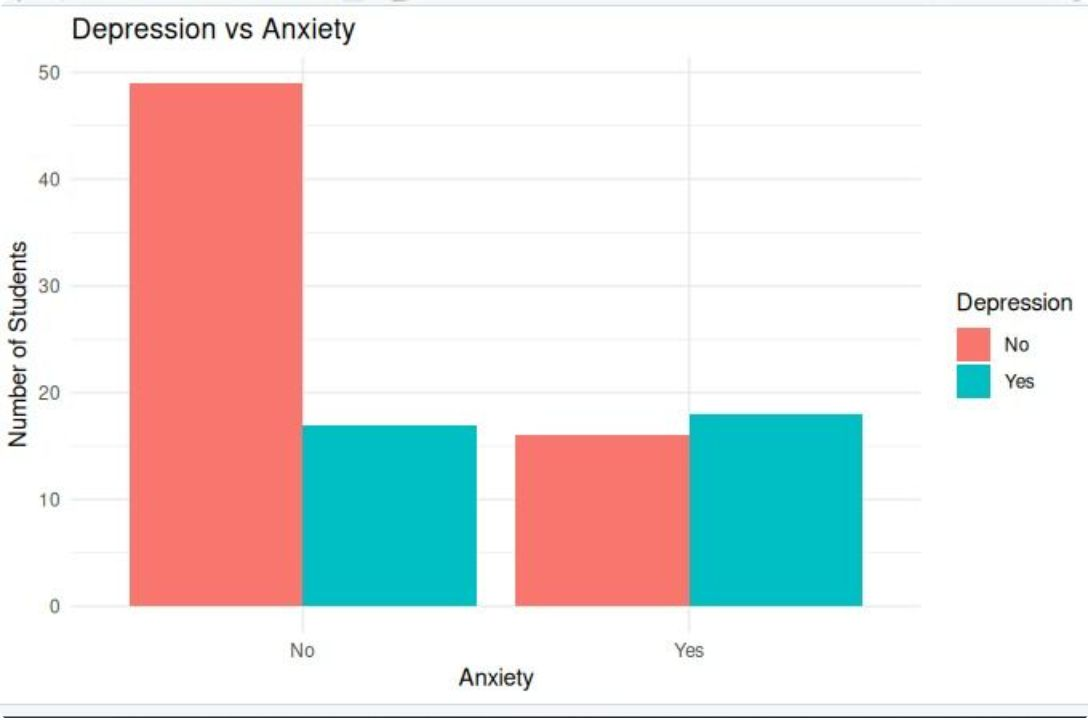 Depression vs Anxiety
50
40
30
20
10
0
Number of Students
No
Yes
Anxiety
Depression
No
Yes